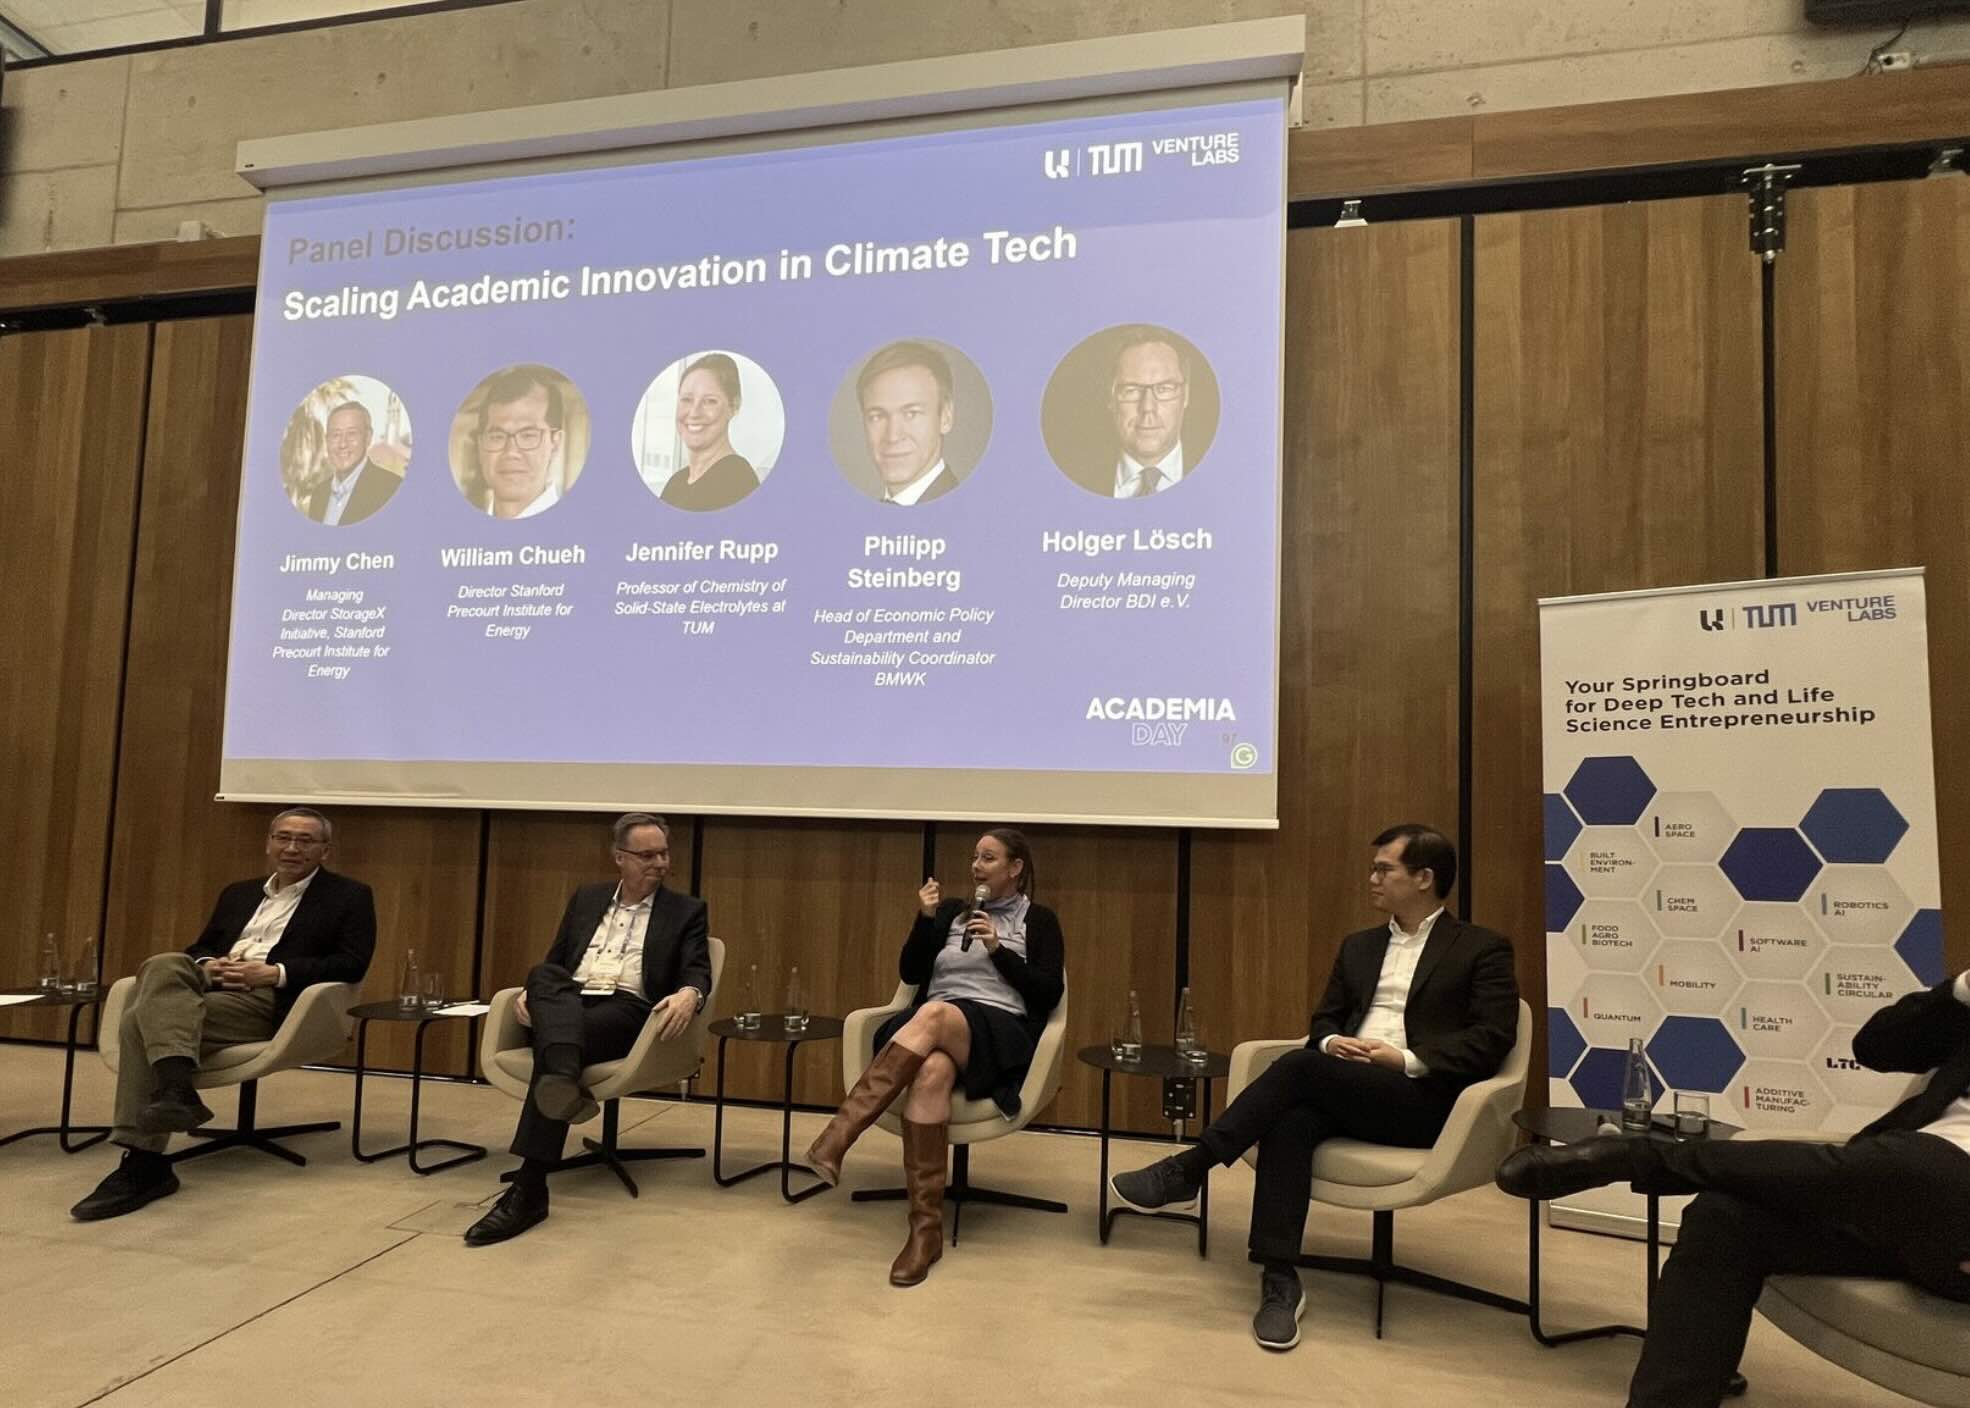 TUM VENTURE
LABS
Panel Discussion:
Scaling Academic Innovation in Climate Tech
Jimmy Chen
Managing
Director StorageX
Initiative, Stanford
Precourt Institute for
Energy
William Chueh
Director Stanford
Precourt Institute for
Energy
Jennifer Rupp
Professor of Chemistry of
Solid-State Electrolytes at
TUM
Philipp
Steinberg
Head of Economic Policy
Department and
Sustainability Coordinator
BMWK
Holger Lösch
Deputy Managing
Director BDI e.V.
ACADEMIA
DAY
97
G
TUM VENTURE
LABS
Your Springboard
for Deep Tech and Life
Science Entrepreneurship
AERO
SPACE
BUILT
ENVIRON-
MENT
CHEM
SPACE
ROBOTICS
AI
FOOD
AGRO
BIOTECH
SOFTWARE
AI
MOBILITY
SUSTAIN-
ABILITY
CIRCULAR
QUANTUM
HEALTH
CARE
ADDITIVE
MANUFAC-
TURING